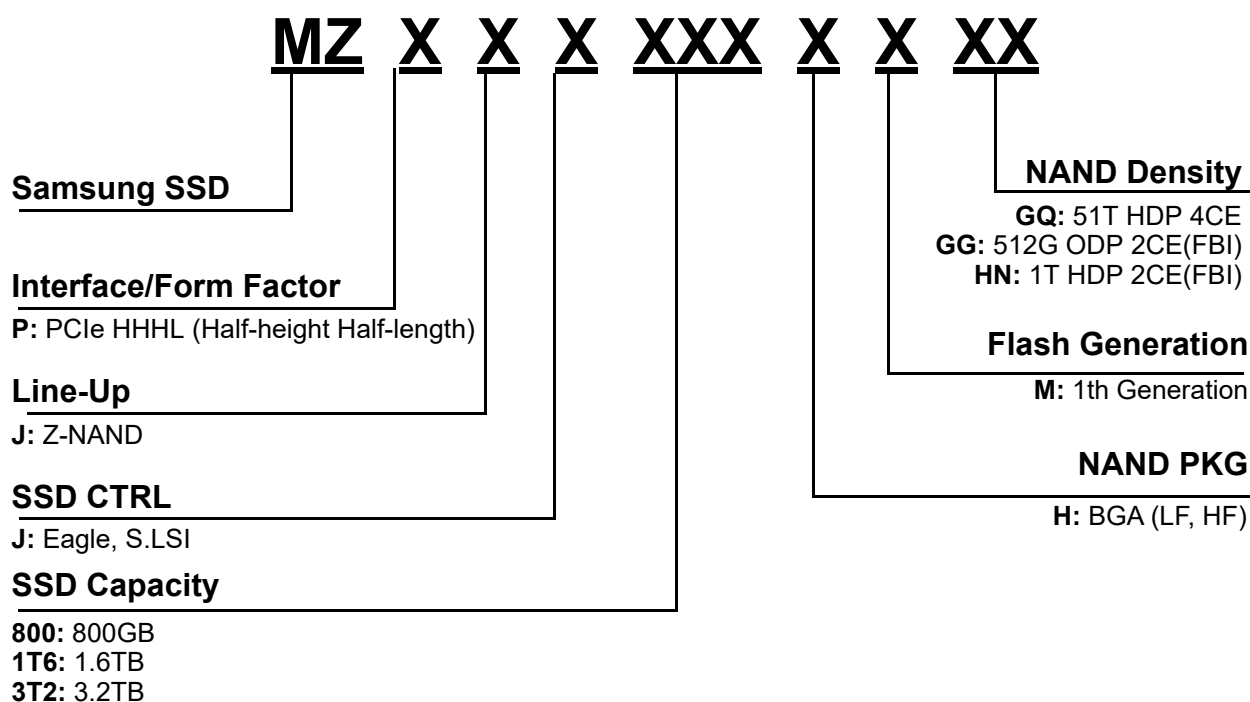 MZ X X X XXX X X XX
Samsung SSD
Interface/Form Factor
P: PCIe HHHL (Half-height Half-length)
Line-Up
J: Z-NAND
SSD CTRL
J: Eagle, S.LSI
SSD Capacity
800: 800GB
1T6: 1.6TB
3T2: 3.2TB
NAND Density
GQ: 51T HDP 4CE
GG: 512G ODP 2CE(FBI)
HN: 1T HDP 2CE(FBI)
Flash Generation
M: 1th Generation
NAND PKG
H: BGA (LF, HF)